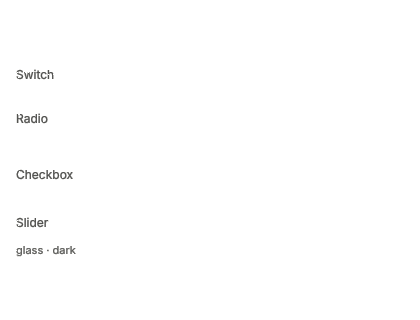 Switch
Radio
Checkbox
Slider
glass · dark